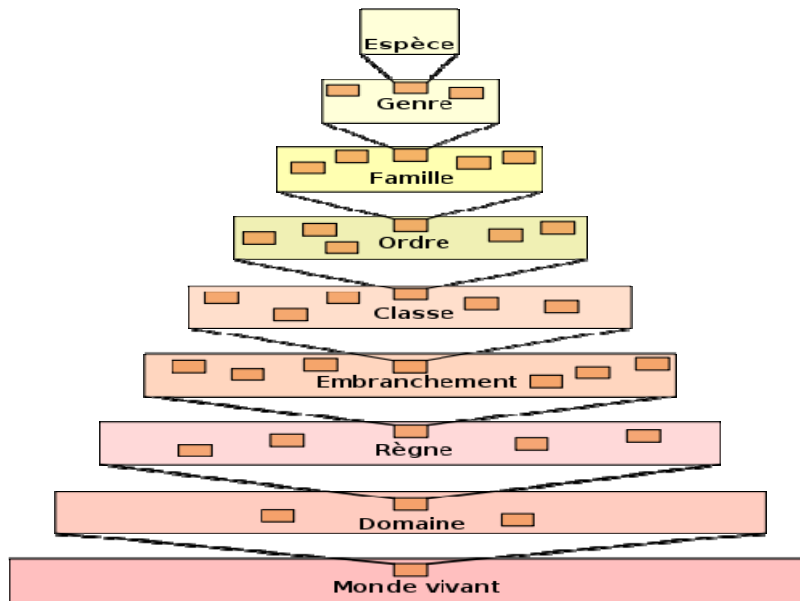 Espèce
Genre
Famille
Ordre
Classe
Embranchement
Règne
Domaine
Monde vivant